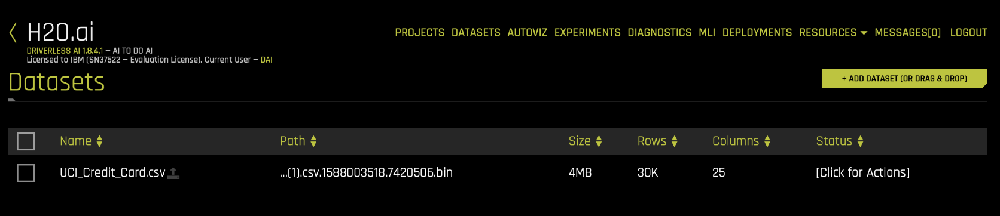 H2O.ai
PROJECTS DATASETS AUTOVIZ EXPERIMENTS DIAGNOSTICS MLI DEPLOYMENTS RESOURCES MESSAGES[0] LOGOUT
DRIVERLESS AI 1.8.4.1 – AI TO DO AI
Licensed to IBM (SN37522 – Evaluation License). Current User – DAI
Datasets
+ ADD DATASET (OR DRAG & DROP)
Name Path Size Rows Columns Status
UCI_Credit_Card.csv ...(1).csv.1588003518.7420506.bin 4MB 30K 25 [Click for Actions]